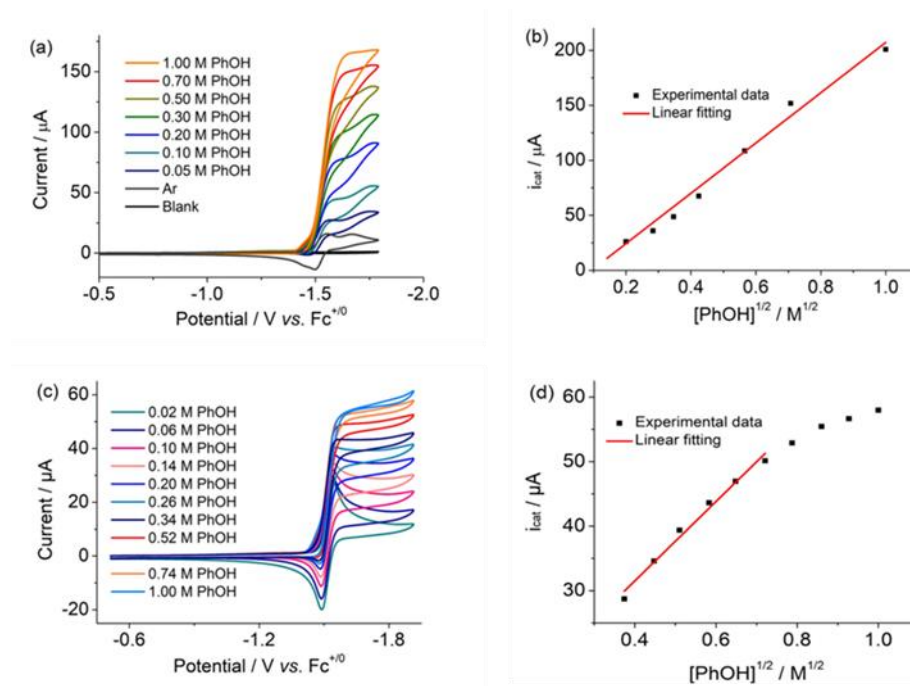 (a)
1.00 M PhOH
0.70 M PhOH
0.50 M PhOH
0.30 M PhOH
0.20 M PhOH
0.10 M PhOH
0.05 M PhOH
Ar
Blank
150
100
50
0
Current / μA
-0.5 -1.0 -1.5 -2.0
Potential / V vs. Fc+/0
(b)
Experimental data
Linear fitting
200
150
100
50
0
icat / μA
0.2 0.4 0.6 0.8 1.0
[PhOH]1/2 / M1/2
(c)
0.02 M PhOH
0.06 M PhOH
0.10 M PhOH
0.14 M PhOH
0.20 M PhOH
0.26 M PhOH
0.34 M PhOH
0.52 M PhOH
0.74 M PhOH
1.00 M PhOH
60
40
20
0
-20
Current / μA
-0.6 -1.2 -1.8
Potential / V vs. Fc+/0
(d)
Experimental data
Linear fitting
60
50
40
30
icat / μA
0.4 0.6 0.8 1.0
[PhOH]1/2 / M1/2